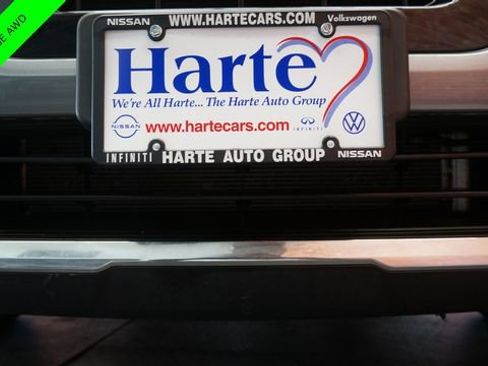 E AWD
NISSAN WWW.HARTECARS.COM Volkswagen
Harte
We're All Harte... The Harte Auto Group
NISSAN www.hartecars.com INFINITI
INFINITI HARTE AUTO GROUP NISSAN